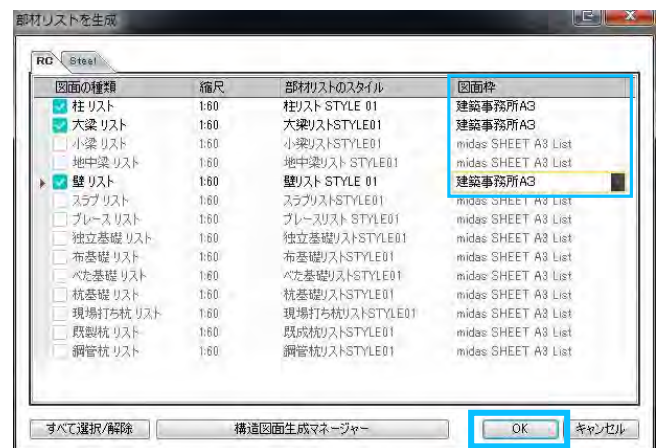 部材リストを生成
RC Steel
図面の種類 縮尺 部材リストのスタイル 図面枠
柱 リスト 1:60 柱リスト STYLE 01 建築事務所A3
大梁 リスト 1:60 大梁リストSTYLE01 建築事務所A3
小梁 リスト 1:60 小梁リストSTYLE01 midas SHEET A3 List
地中梁 リスト 1:60 地中梁リスト STYLE01 midas SHEET A3 List
壁 リスト 1:60 壁リスト STYLE 01 建築事務所A3
スラブ リスト 1:60 スラブリストSTYLE01 midas SHEET A3 List
ブレース リスト 1:60 ブレースリスト STYLE01 midas SHEET A3 List
独立基礎 リスト 1:60 独立基礎リストSTYLE01 midas SHEET A3 List
布基礎 リスト 1:60 布基礎リストSTYLE01 midas SHEET A3 List
べた基礎 リスト 1:60 べた基礎リストSTYLE01 midas SHEET A3 List
杭基礎 リスト 1:60 杭基礎リストSTYLE01 midas SHEET A3 List
現場打ち杭 リスト 1:60 現場打ち杭リストSTYLE01 midas SHEET A3 List
既製杭 リスト 1:60 既成杭リストSTYLE01 midas SHEET A3 List
鋼管杭 リスト 1:60 鋼管杭リストSTYLE01 midas SHEET A3 List
すべて選択/解除 構造図面生成マネージャー OK キャンセル